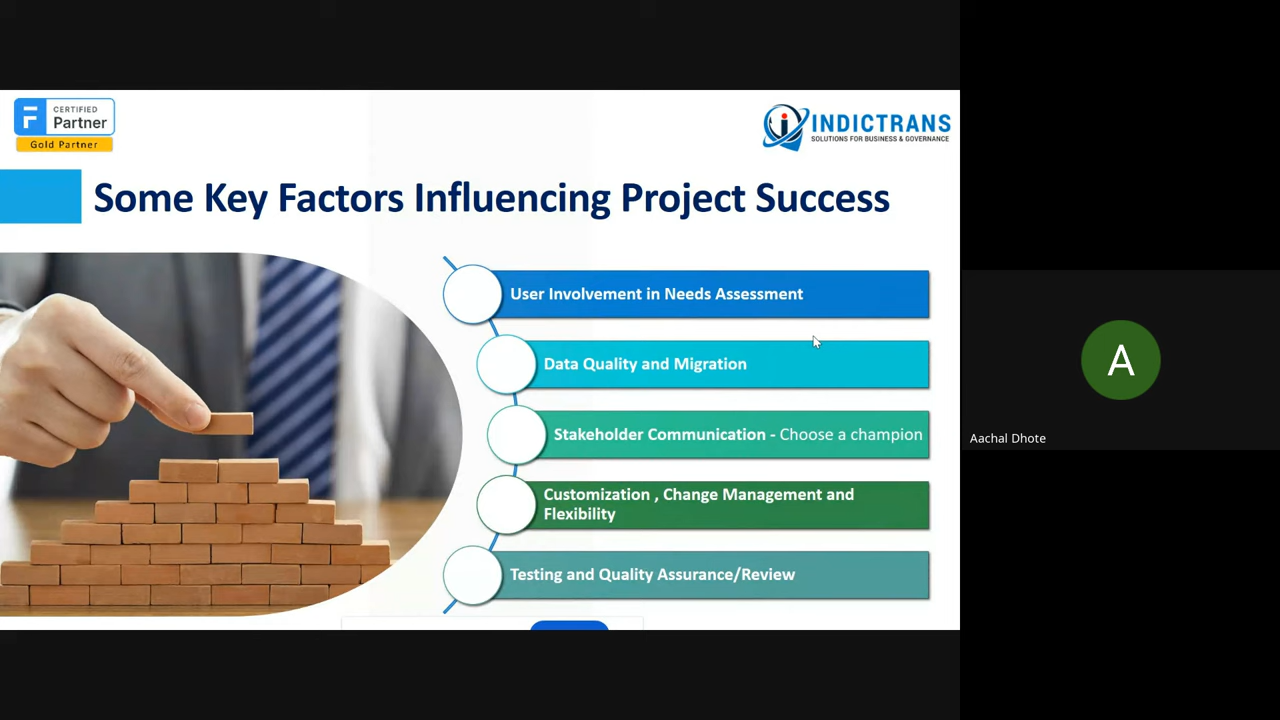 F
CERTIFIED
Partner
Gold Partner
INDICTRANS
SOLUTIONS FOR BUSINESS & GOVERNANCE
Some Key Factors Influencing Project Success
User Involvement in Needs Assessment
Data Quality and Migration
Stakeholder Communication - Choose a champion
Customization , Change Management and
Flexibility
Testing and Quality Assurance/Review
A
Aachal Dhote